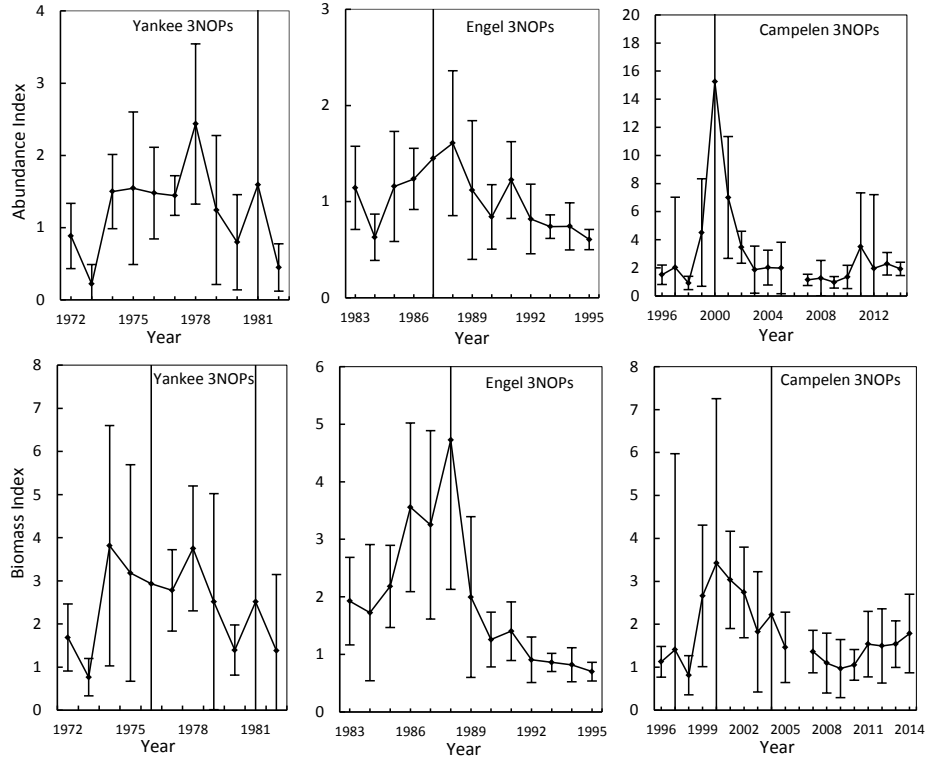 Yankee 3NOPs
Abundance Index
4
3
2
1
0
1972 1975 1978 1981
Year
Engel 3NOPs
3
2
1
0
1983 1986 1989 1992 1995
Year
Campelen 3NOPs
20
18
16
14
12
10
8
6
4
2
0
1996 2000 2004 2008 2012
Year
Yankee 3NOPs
Biomass Index
8
7
6
5
4
3
2
1
0
1972 1975 1978 1981
Year
Engel 3NOPs
6
5
4
3
2
1
0
1983 1986 1989 1992 1995
Year
Campelen 3NOPs
8
7
6
5
4
3
2
1
0
1996 1999 2002 2005 2008 2011 2014
Year